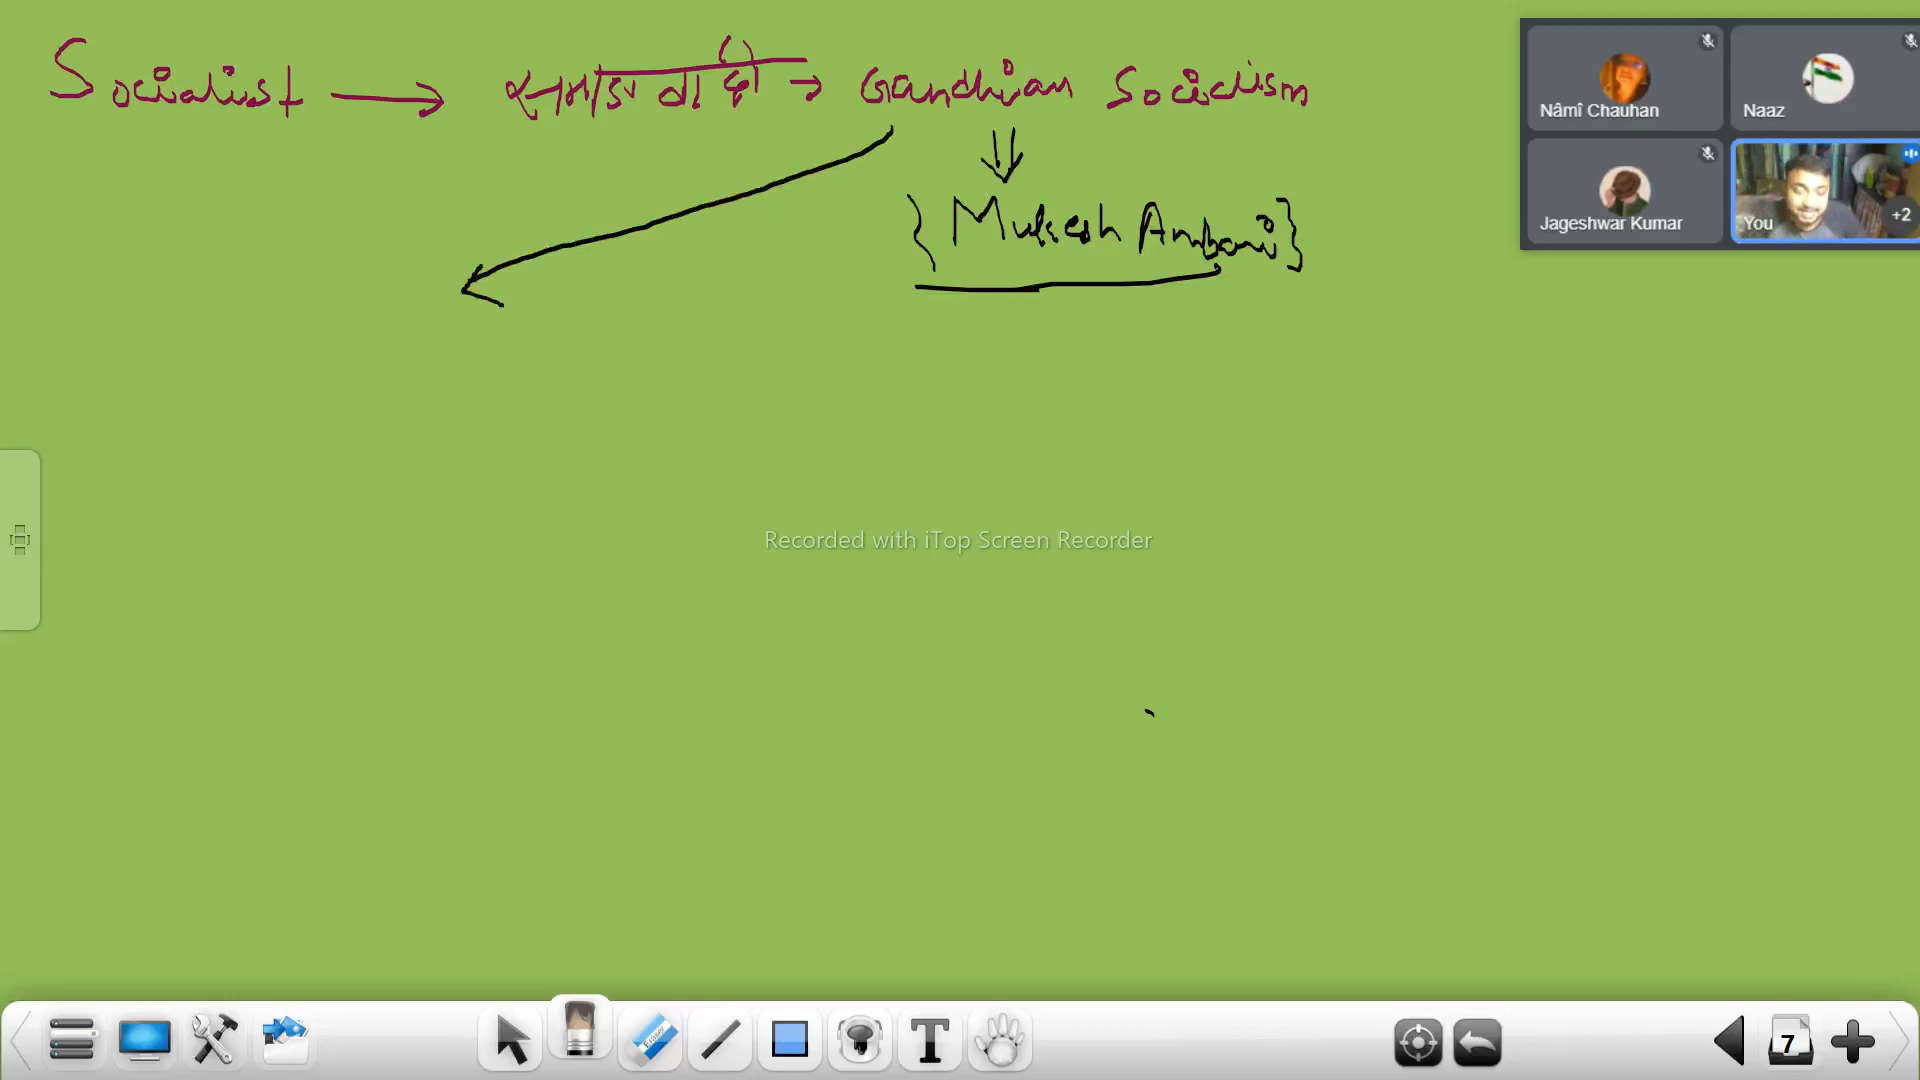 Socialist → समाजवादी → Gandhian Socialism
{Mukesh Ambani}
Nâmî Chauhan
Naaz
Jageshwar Kumar
You
+2
Recorded with iTop Screen Recorder
Eraser
T
7